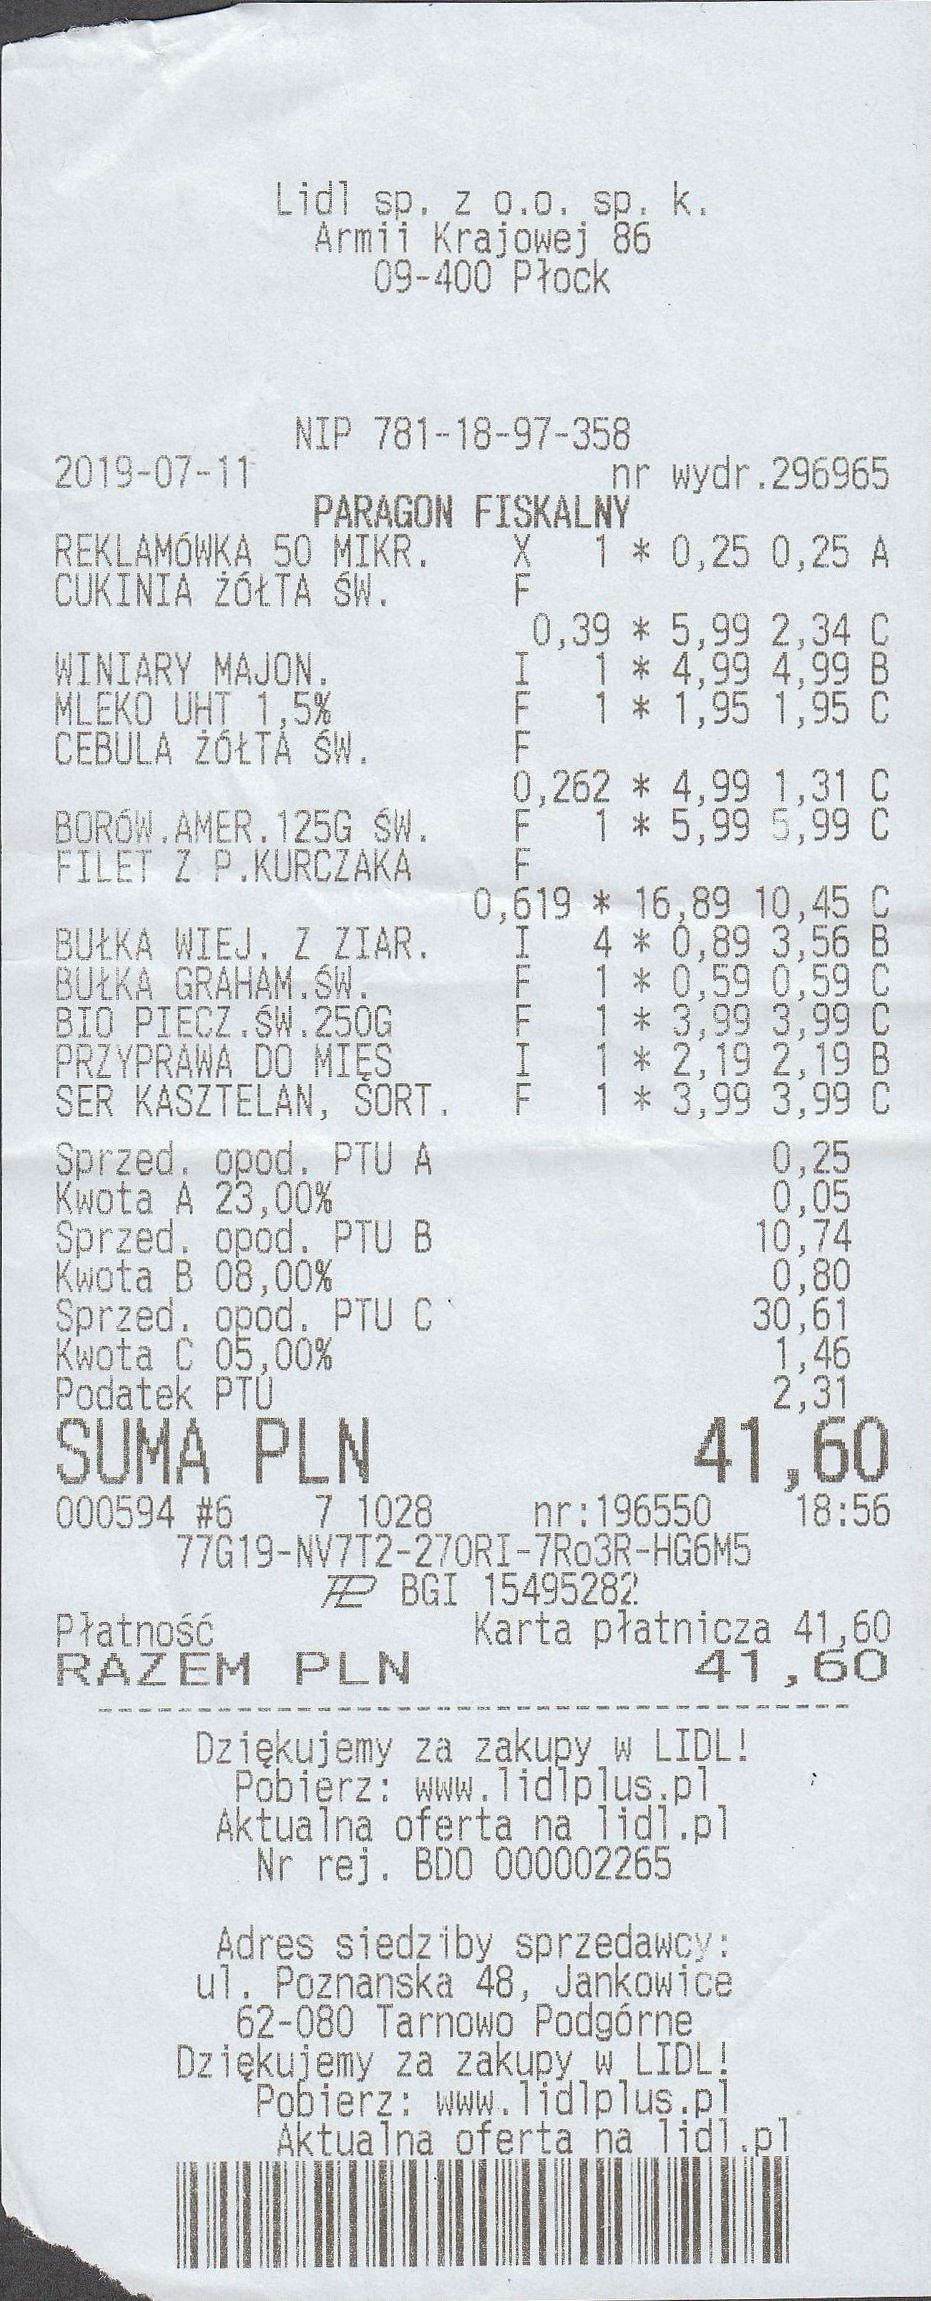 Lidl sp. z o.o. sp. k.
Armii Krajowej 86
09-400 Płock
NIP 781-18-97-358
2019-07-11 nr wydr.296965
PARAGON FISKALNY
REKLAMÓWKA 50 MIKR. X 1 * 0,25 0,25 A
CUKINIA ŻÓŁTA ŚW. F
0,39 * 5,99 2,34 C
WINIARY MAJON. I 1 * 4,99 4,99 B
MLEKO UHT 1,5% F 1 * 1,95 1,95 C
CEBULA ŻÓŁTA ŚW. F
0,262 * 4,99 1,31 C
BORÓW.AMER.125G ŚW. F 1 * 5,99 5,99 C
FILET Z P.KURCZAKA F
0,619 * 16,89 10,45 C
BUŁKA WIEJ. Z ZIAR. I 4 * 0,89 3,56 B
BUŁKA GRAHAM.ŚW. F 1 * 0,59 0,59 C
BIO PIECZ.ŚW.250G F 1 * 3,99 3,99 C
PRZYPRAWA DO MIĘS I 1 * 2,19 2,19 B
SER KASZTELAN, ŚORT. F 1 * 3,99 3,99 C
Sprzed. opod. PTU A 0,25
Kwota A 23,00% 0,05
Sprzed. opod. PTU B 10,74
Kwota B 08,00% 0,80
Sprzed. opod. PTU C 30,61
Kwota C 05,00% 1,46
Podatek PTU 2,31
SUMA PLN 41,60
000594 #6 7 1028 nr:196550 18:56
77G19-NV7T2-270RI-7Ro3R-HG6M5
BGI 15495282
Płatność Karta płatnicza 41,60
RAZEM PLN 41,60
Dziękujemy za zakupy w LIDL!
Pobierz: www.lidlplus.pl
Aktualna oferta na lidl.pl
Nr rej. BDO 000002265
Adres siedziby sprzedawcy:
ul. Poznanska 48, Jankowice
62-080 Tarnowo Podgórne
Dziękujemy za zakupy w LIDL!
Pobierz: www.lidlplus.pl
Aktualna oferta na lidl.pl